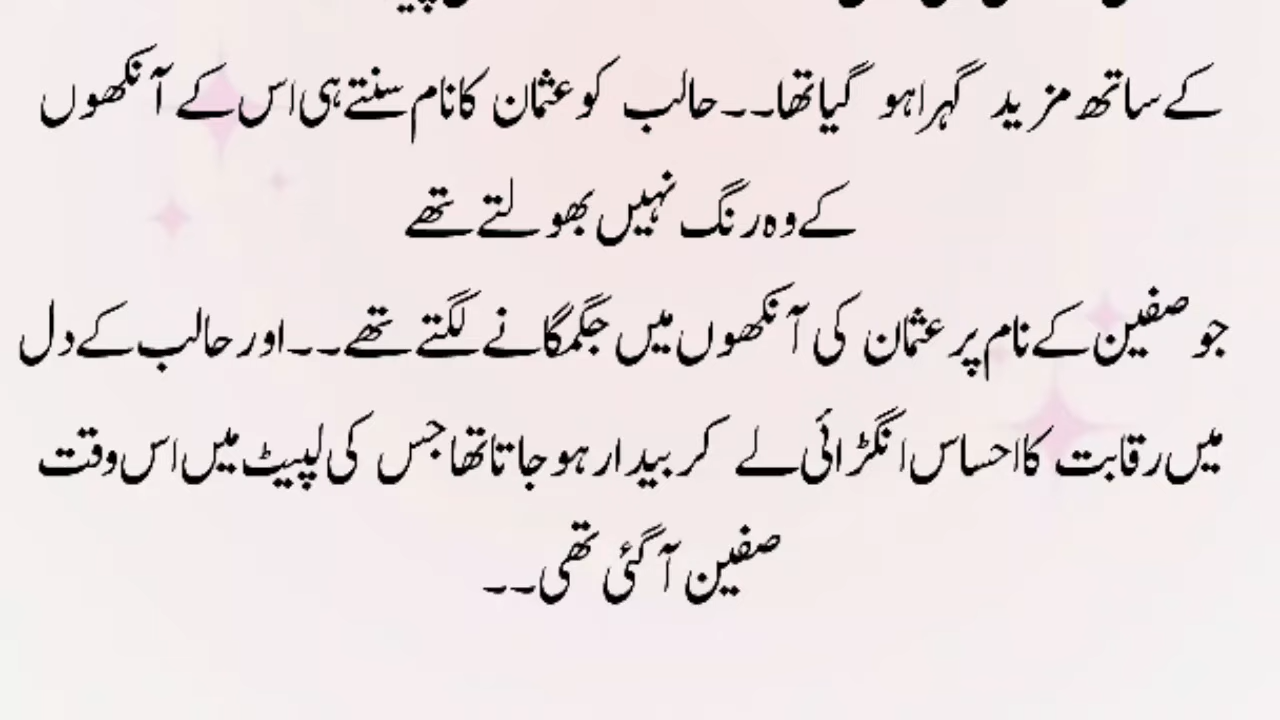 کے ساتھ مزید گہرا ہو گیا تھا۔۔حالب کو عثمان کا نام سنتے ہی اس کے آنکھوں
کے وہ رنگ نہیں بھولتے تھے
جو صفین کے نام پر عثمان کی آنکھوں میں جگمگانے لگتے تھے۔۔اور حالب کے دل
میں رقابت کا احساس انگڑائی لے کر بیدار ہو جاتا تھا جس کی لپیٹ میں اس وقت
صفین آ گئی تھی۔۔